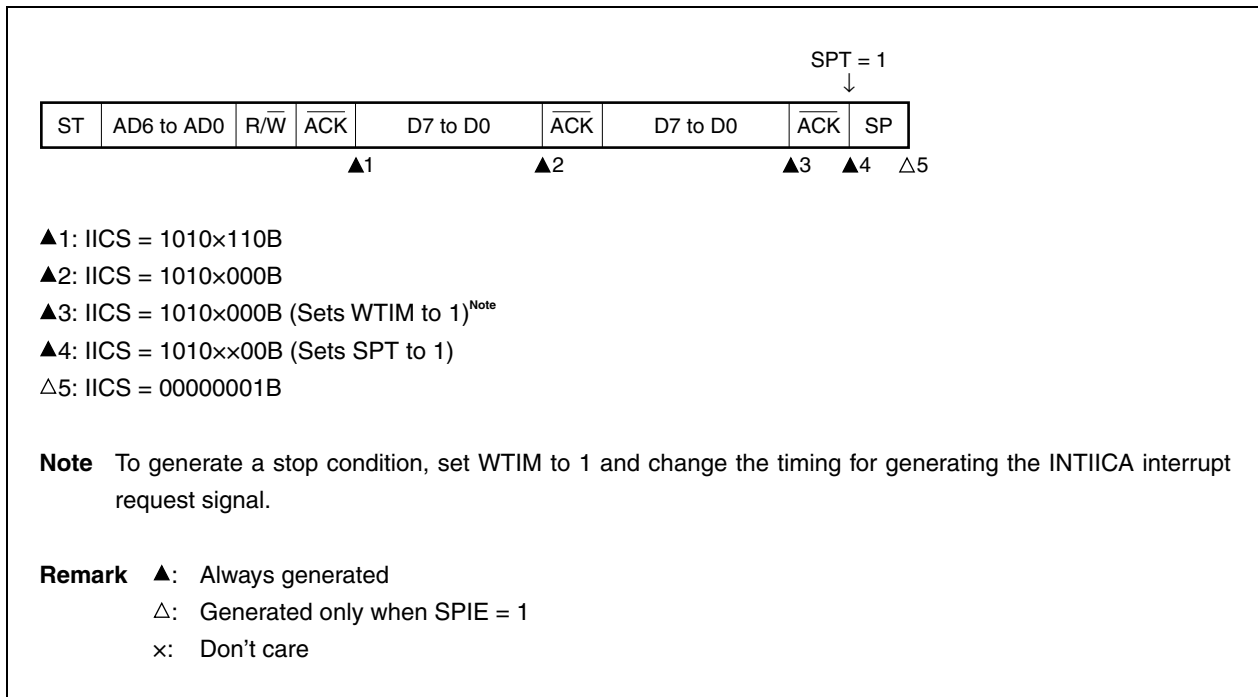 SPT = 1
↓
ST AD6 to AD0 R/W̅ A̅C̅K̅ D7 to D0 A̅C̅K̅ D7 to D0 A̅C̅K̅ SP
▲1 ▲2 ▲3 ▲4 △5
▲1: IICS = 1010×110B
▲2: IICS = 1010×000B
▲3: IICS = 1010×000B (Sets WTIM to 1)Note
▲4: IICS = 1010××00B (Sets SPT to 1)
△5: IICS = 00000001B
Note To generate a stop condition, set WTIM to 1 and change the timing for generating the INTIICA interrupt
request signal.
Remark ▲: Always generated
△: Generated only when SPIE = 1
×: Don't care